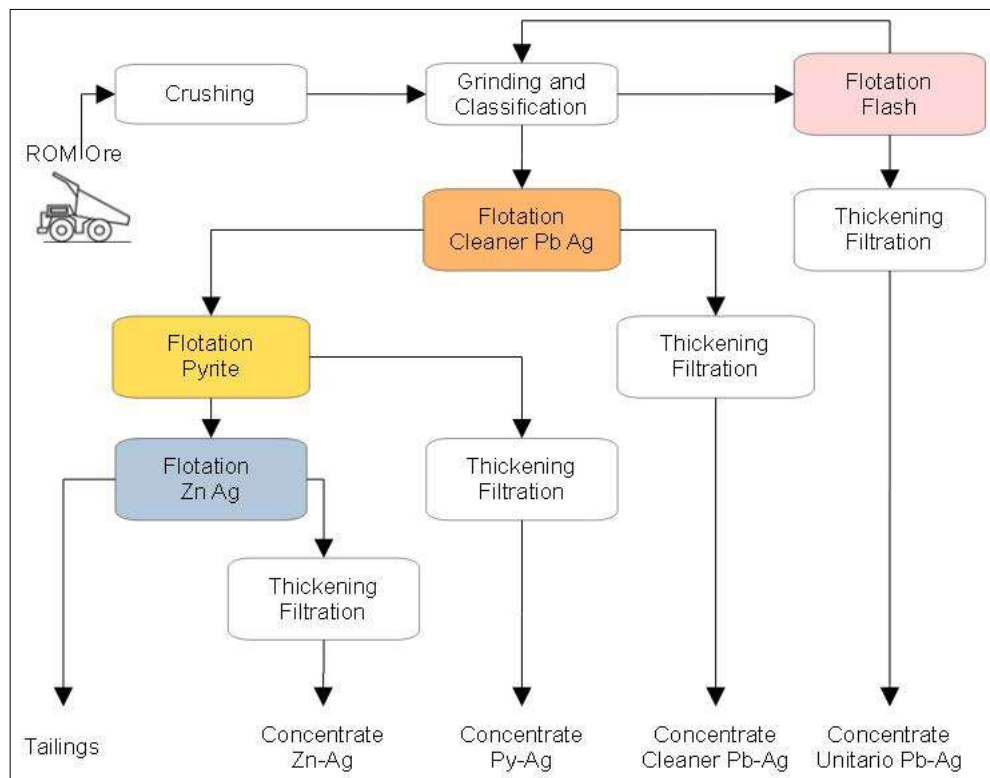 Crushing
Grinding and
Classification
Flotation
Flash
ROM Ore
Flotation
Cleaner Pb Ag
Thickening
Filtration
Flotation
Pyrite
Thickening
Filtration
Flotation
Zn Ag
Thickening
Filtration
Thickening
Filtration
Tailings
Concentrate
Zn-Ag
Concentrate
Py-Ag
Concentrate
Cleaner Pb-Ag
Concentrate
Unitario Pb-Ag